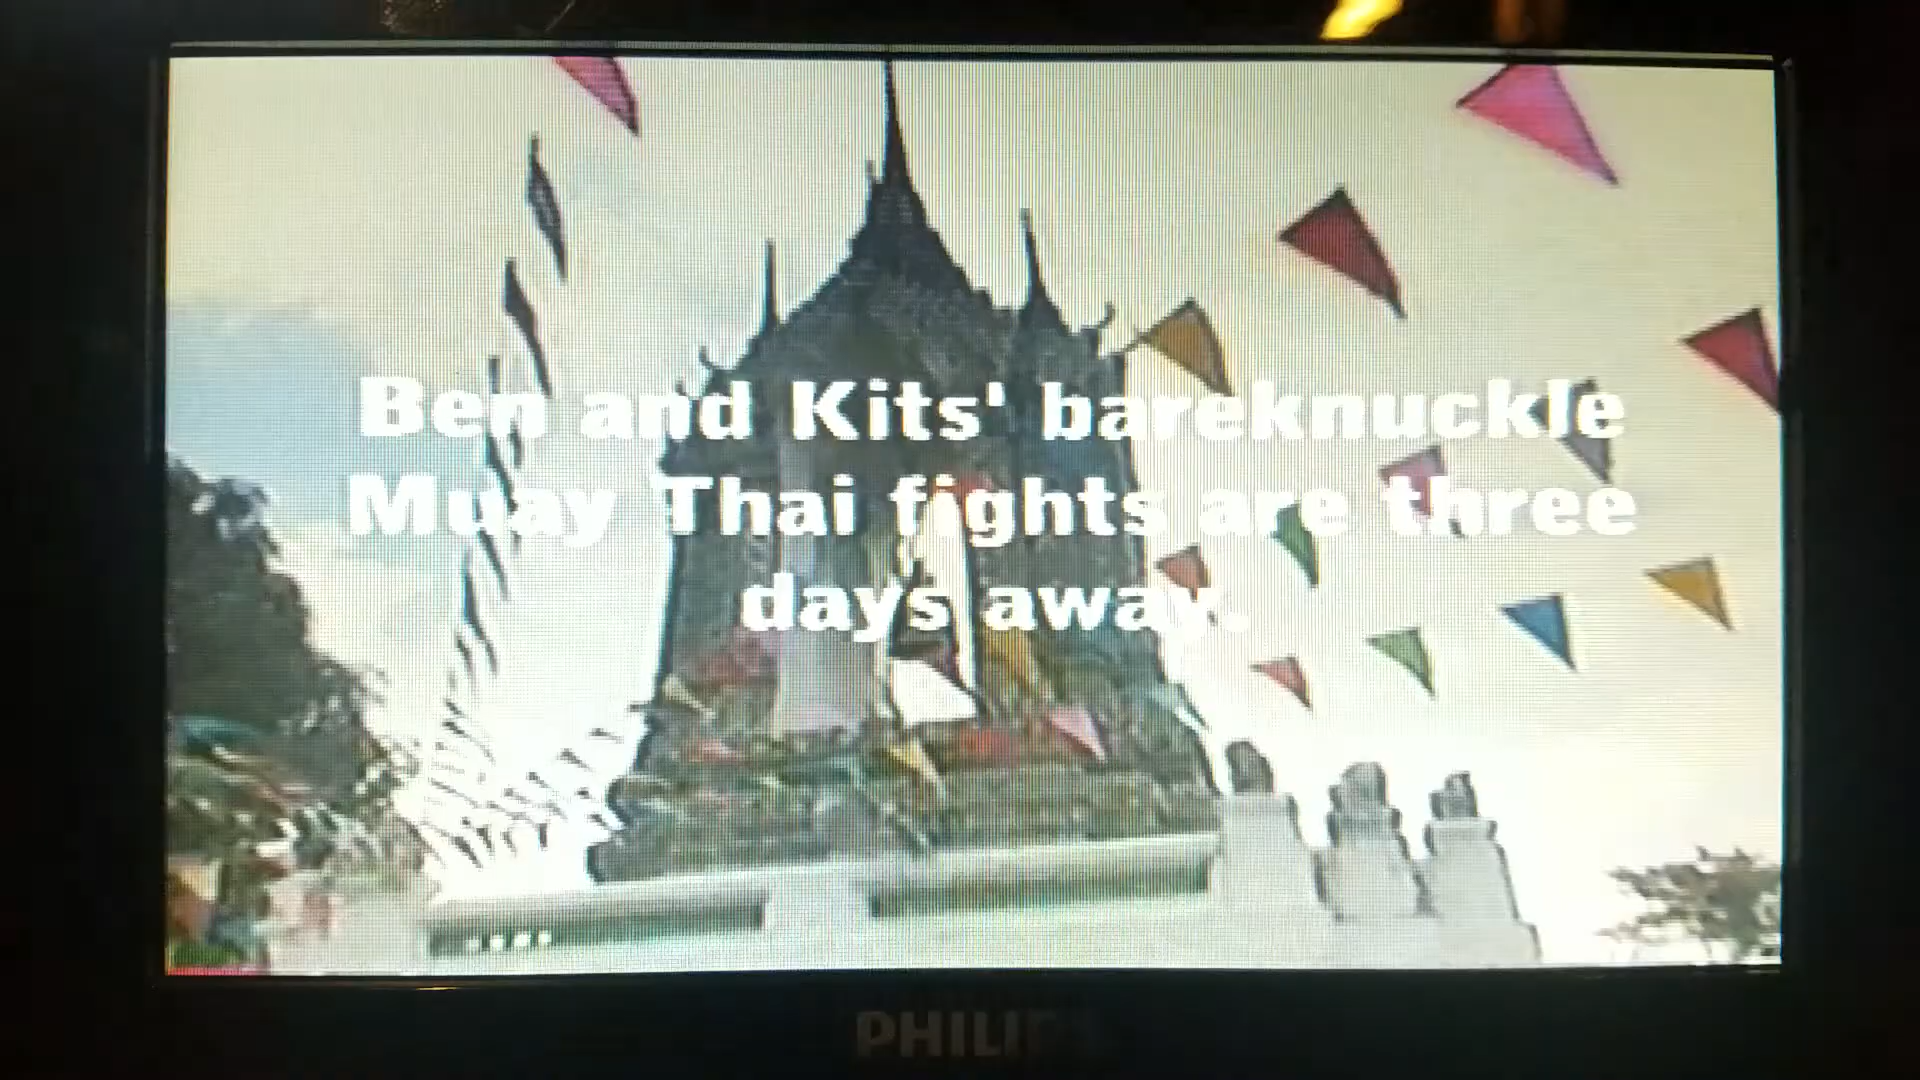 Ben and Kits' bareknuckle
Muay Thai fights are three
days away.